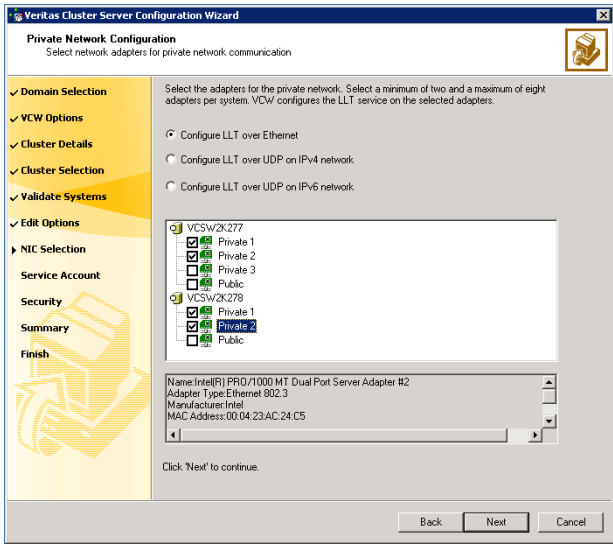 Veritas Cluster Server Configuration Wizard
Private Network Configuration
Select network adapters for private network communication
Domain Selection
VCW Options
Cluster Details
Cluster Selection
Validate Systems
Edit Options
NIC Selection
Service Account
Security
Summary
Finish
Select the adapters for the private network. Select a minimum of two and a maximum of eight
adapters per system. VCW configures the LLT service on the selected adapters.
Configure LLT over Ethernet
Configure LLT over UDP on IPv4 network
Configure LLT over UDP on IPv6 network
VCSW2K277
Private 1
Private 2
Private 3
Public
VCSW2K278
Private 1
Private 2
Public
Name:Intel(R) PRO/1000 MT Dual Port Server Adapter #2
Adapter Type:Ethernet 802.3
Manufacturer:Intel
MAC Address:00:04:23:AC:24:C5
Click 'Next' to continue.
Back
Next
Cancel